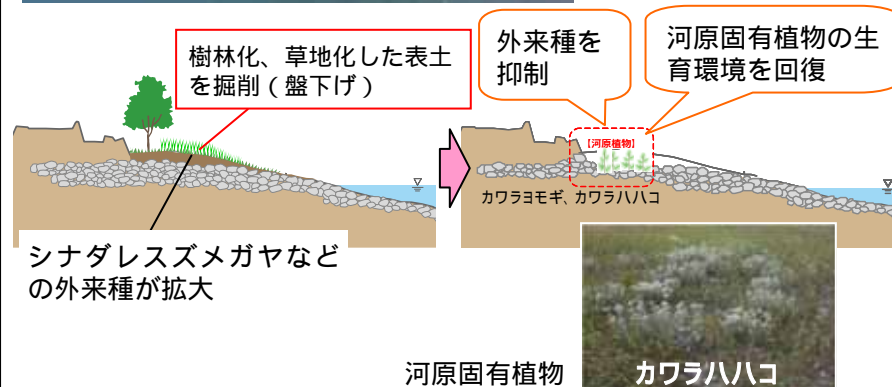 樹林化、草地化した表土
を掘削(盤下げ)
外来種を
抑制
河原固有植物の生
育環境を回復
【河原植物】
カワラヨモギ、カワラハハコ
シナダレスズメガヤなど
の外来種が拡大
河原固有植物
カワラハハコ